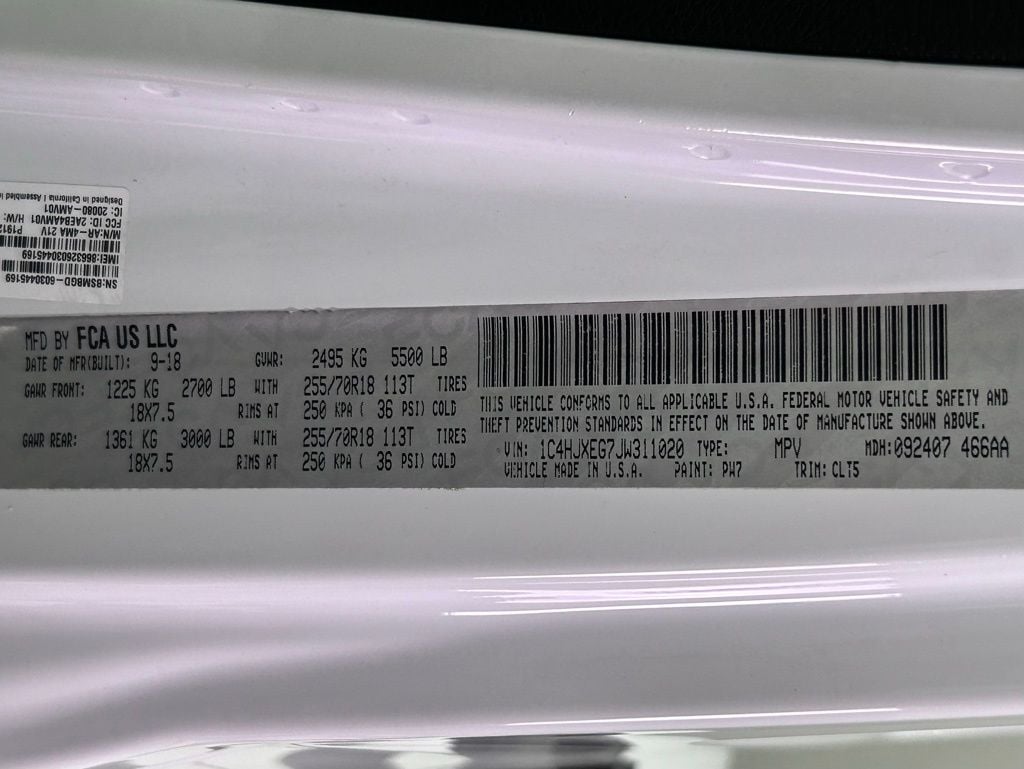 SN:BSMBGD-6030445169
IMEI:866326030445169
M/N:AR-4MA 21V P1912
FCC ID: 2AEB4AMV01 H/W:
IC: 20080-AMV01
Designed in California | Assembled in
MFD BY FCA US LLC
DATE OF MFR(BUILT): 9-18 GVWR: 2495 KG 5500 LB
GAWR FRONT: 1225 KG 2700 LB WITH 255/70R18 113T TIRES
18X7.5 RIMS AT 250 KPA ( 36 PSI) COLD
GAWR REAR: 1361 KG 3000 LB WITH 255/70R18 113T TIRES
18X7.5 RIMS AT 250 KPA ( 36 PSI) COLD
THIS VEHICLE CONFORMS TO ALL APPLICABLE U.S.A. FEDERAL MOTOR VEHICLE SAFETY AND
THEFT PREVENTION STANDARDS IN EFFECT ON THE DATE OF MANUFACTURE SHOWN ABOVE.
VIN: 1C4HJXEG7JW311020 TYPE: MPV MDH:092407 466AA
VEHICLE MADE IN U.S.A. PAINT: PW7 TRIM: CLT5